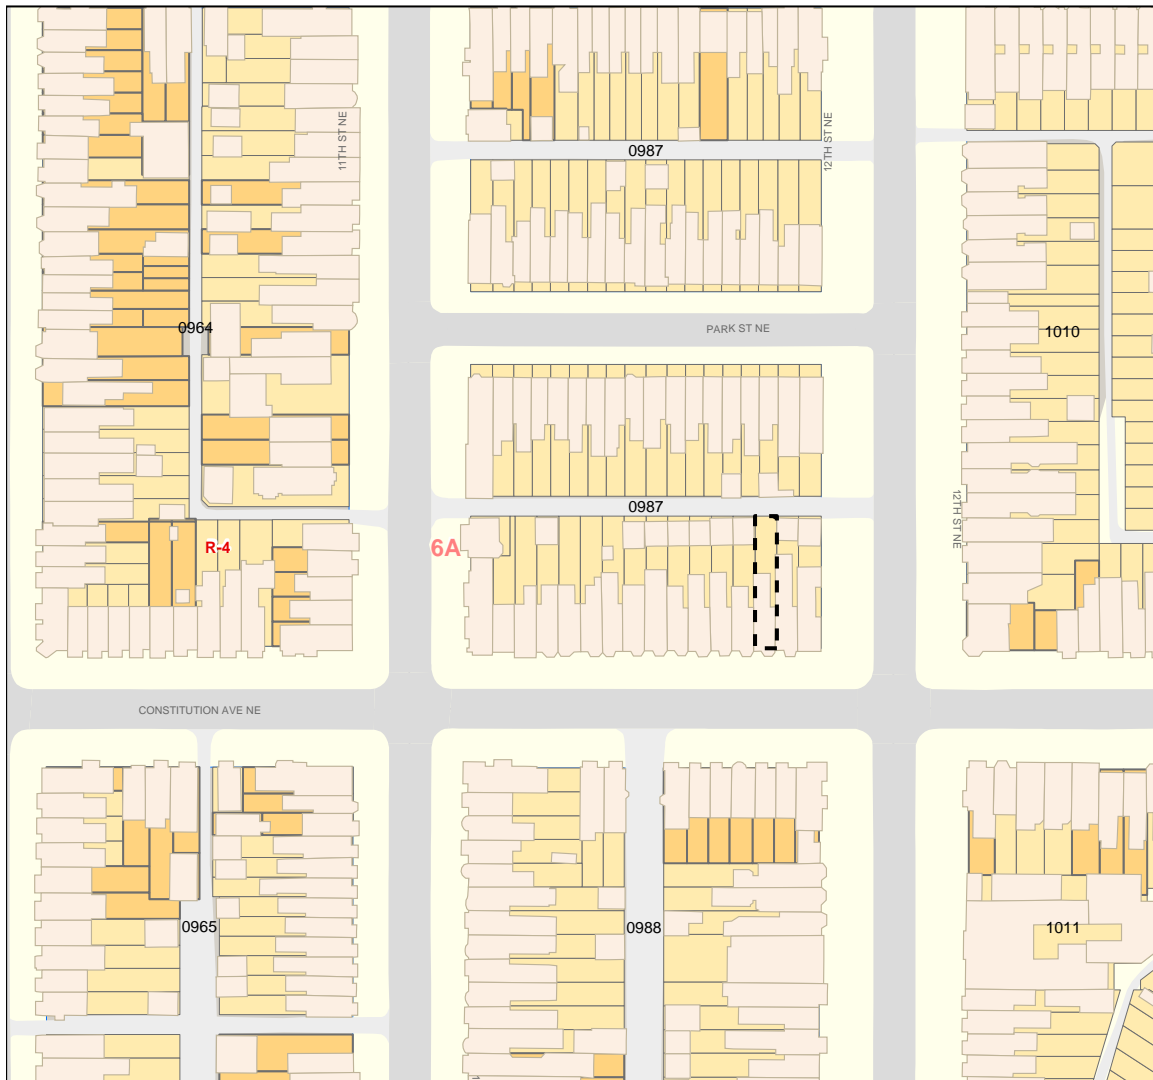 11TH ST NE
12TH ST NE
0987
0964
PARK ST NE
1010
0987
12TH ST NE
R-4
6A
CONSTITUTION AVE NE
0965
0988
1011